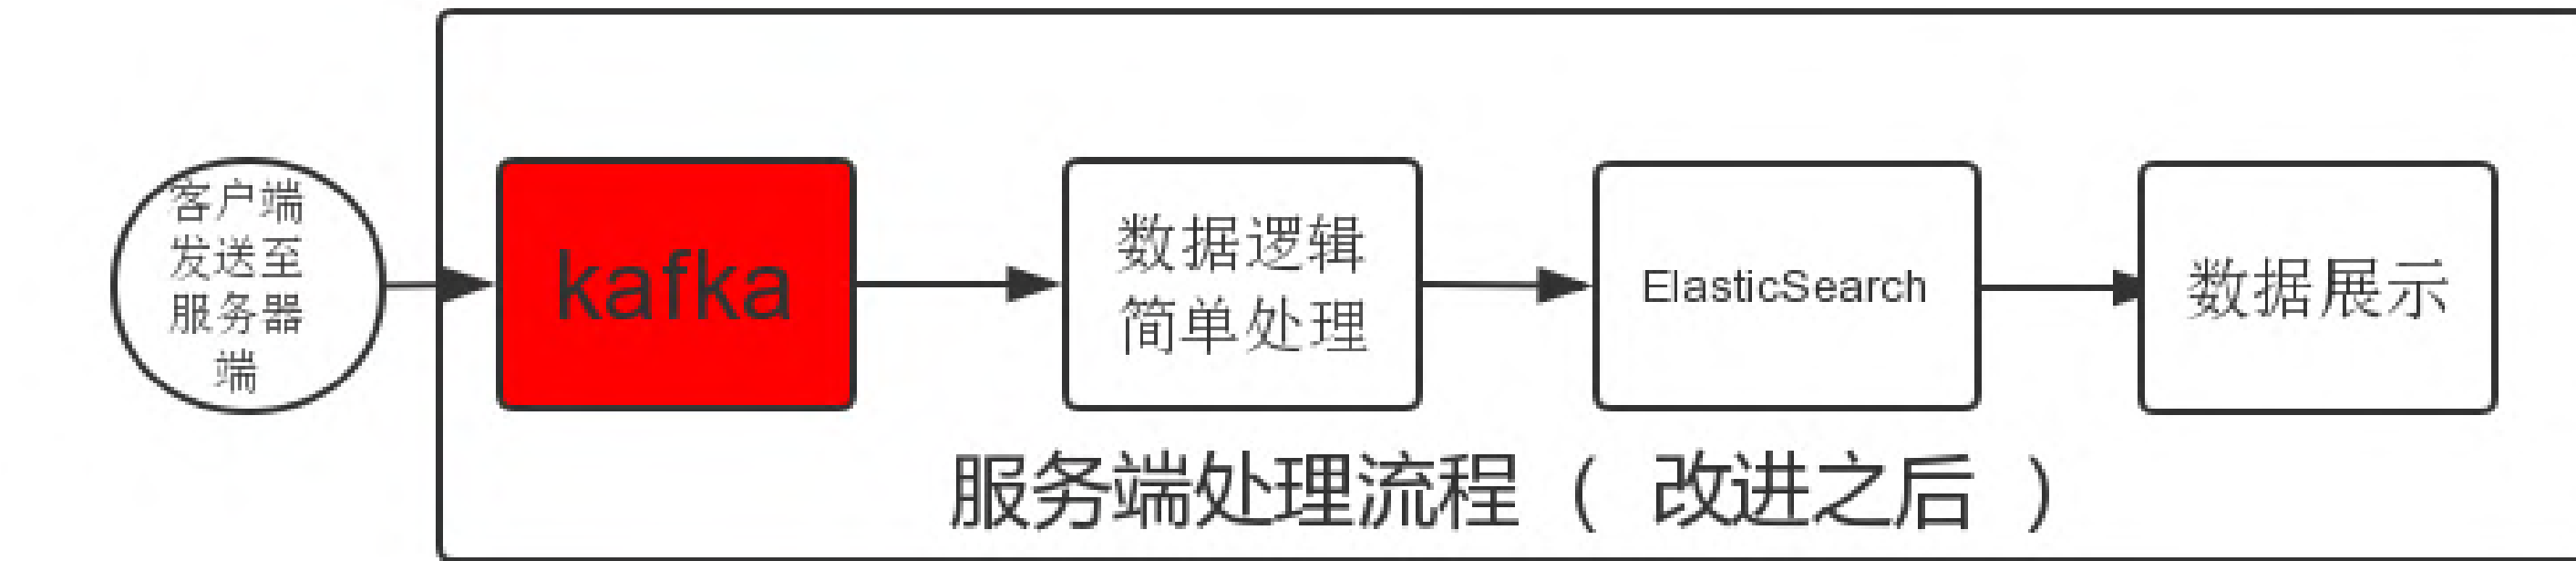 客户端
发送至
服务器
端
kafka
数据逻辑
简单处理
ElasticSearch
数据展示
服务端处理流程（ 改进之后 ）